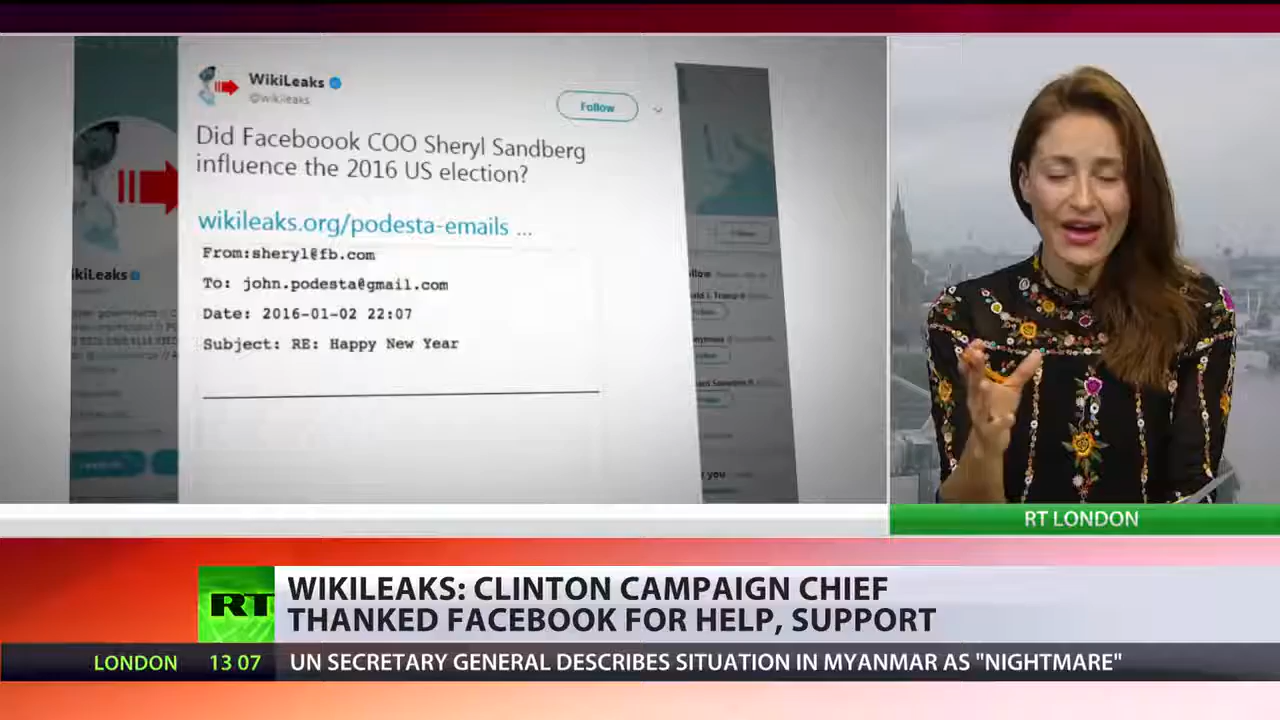 WikiLeaks
@wikileaks
Follow
Did Faceboook COO Sheryl Sandberg
influence the 2016 US election?
wikileaks.org/podesta-emails ...
From:sheryl@fb.com
To: john.podesta@gmail.com
Date: 2016-01-02 22:07
Subject: RE: Happy New Year
ikiLeaks
RT LONDON
RT
WIKILEAKS: CLINTON CAMPAIGN CHIEF
THANKED FACEBOOK FOR HELP, SUPPORT
LONDON 13 07 UN SECRETARY GENERAL DESCRIBES SITUATION IN MYANMAR AS "NIGHTMARE"